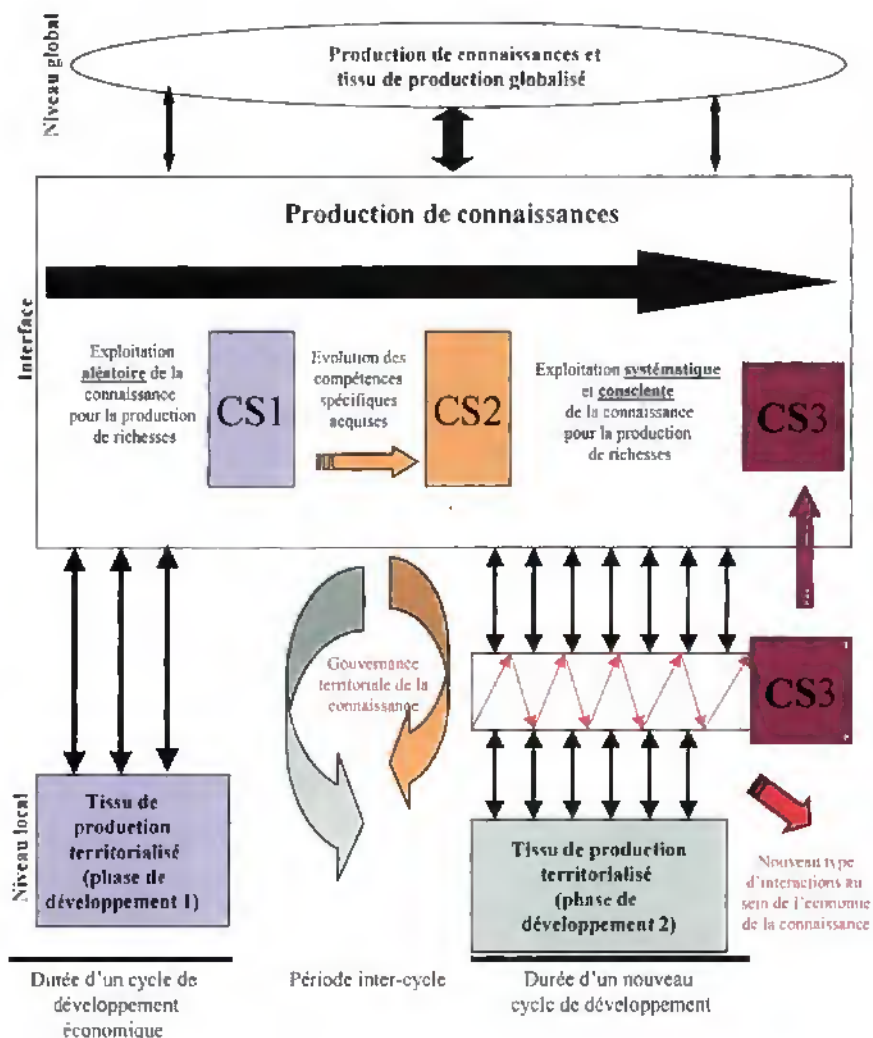 Niveau global
Production de connaissances et
tissu de production globalisé
Interface
Production de connaissances
Exploitation
aléatoire de la
connaissance
pour la production
de richesses
CS1
Evolution des
compétences
spécifiques
acquises
CS2
Exploitation systématique
et consciente
de la connaissance
pour la production
de richesses
CS3
Gouvernance
territoriale de la
connaissance
CS3
Niveau local
Tissu de
production
territorialisé
(phase de
développement 1)
Tissu de production
territorialisé
(phase de
développement 2)
Nouveau type
d'interactions au
sein de l'économie
de la connaissance
Durée d'un cycle de
développement
économique
Période inter-cycle
Durée d'un nouveau
cycle de développement